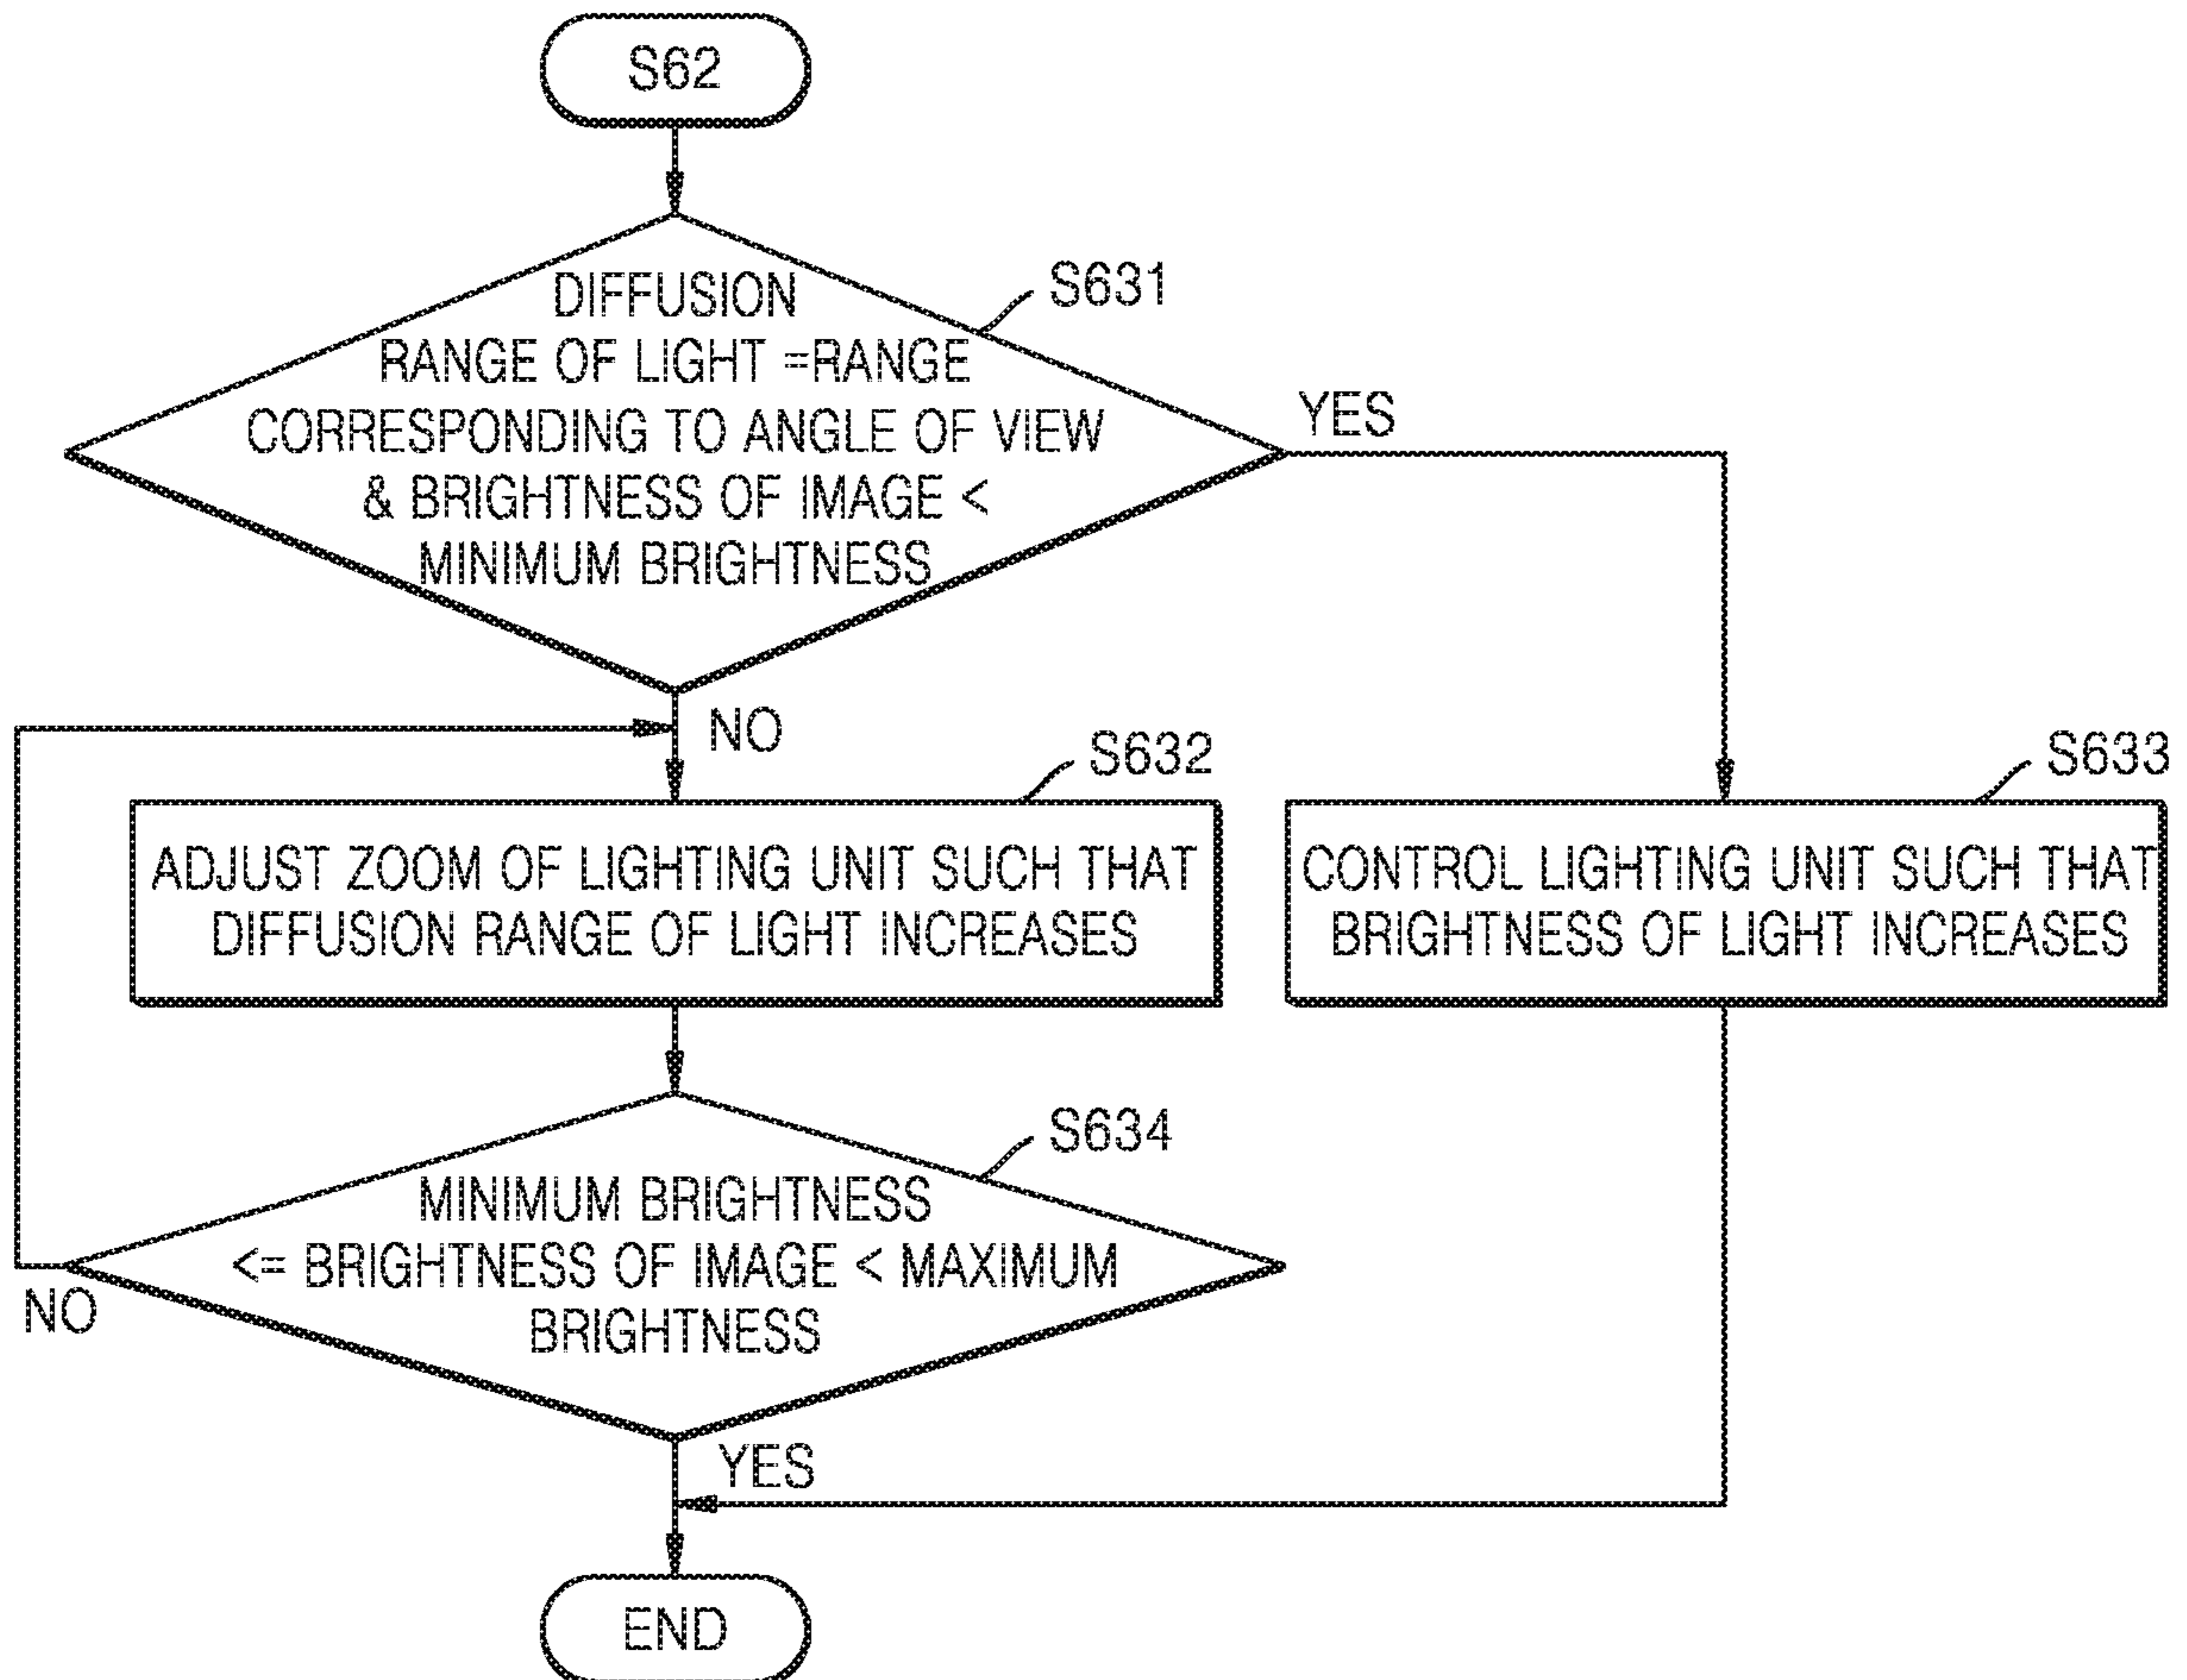 S62
S631
DIFFUSION
RANGE OF LIGHT =RANGE
CORRESPONDING TO ANGLE OF VIEW
& BRIGHTNESS OF IMAGE <
MINIMUM BRIGHTNESS
YES
NO
S632
ADJUST ZOOM OF LIGHTING UNIT SUCH THAT
DIFFUSION RANGE OF LIGHT INCREASES
S633
CONTROL LIGHTING UNIT SUCH THAT
BRIGHTNESS OF LIGHT INCREASES
S634
MINIMUM BRIGHTNESS
<= BRIGHTNESS OF IMAGE < MAXIMUM
BRIGHTNESS
NO
YES
END